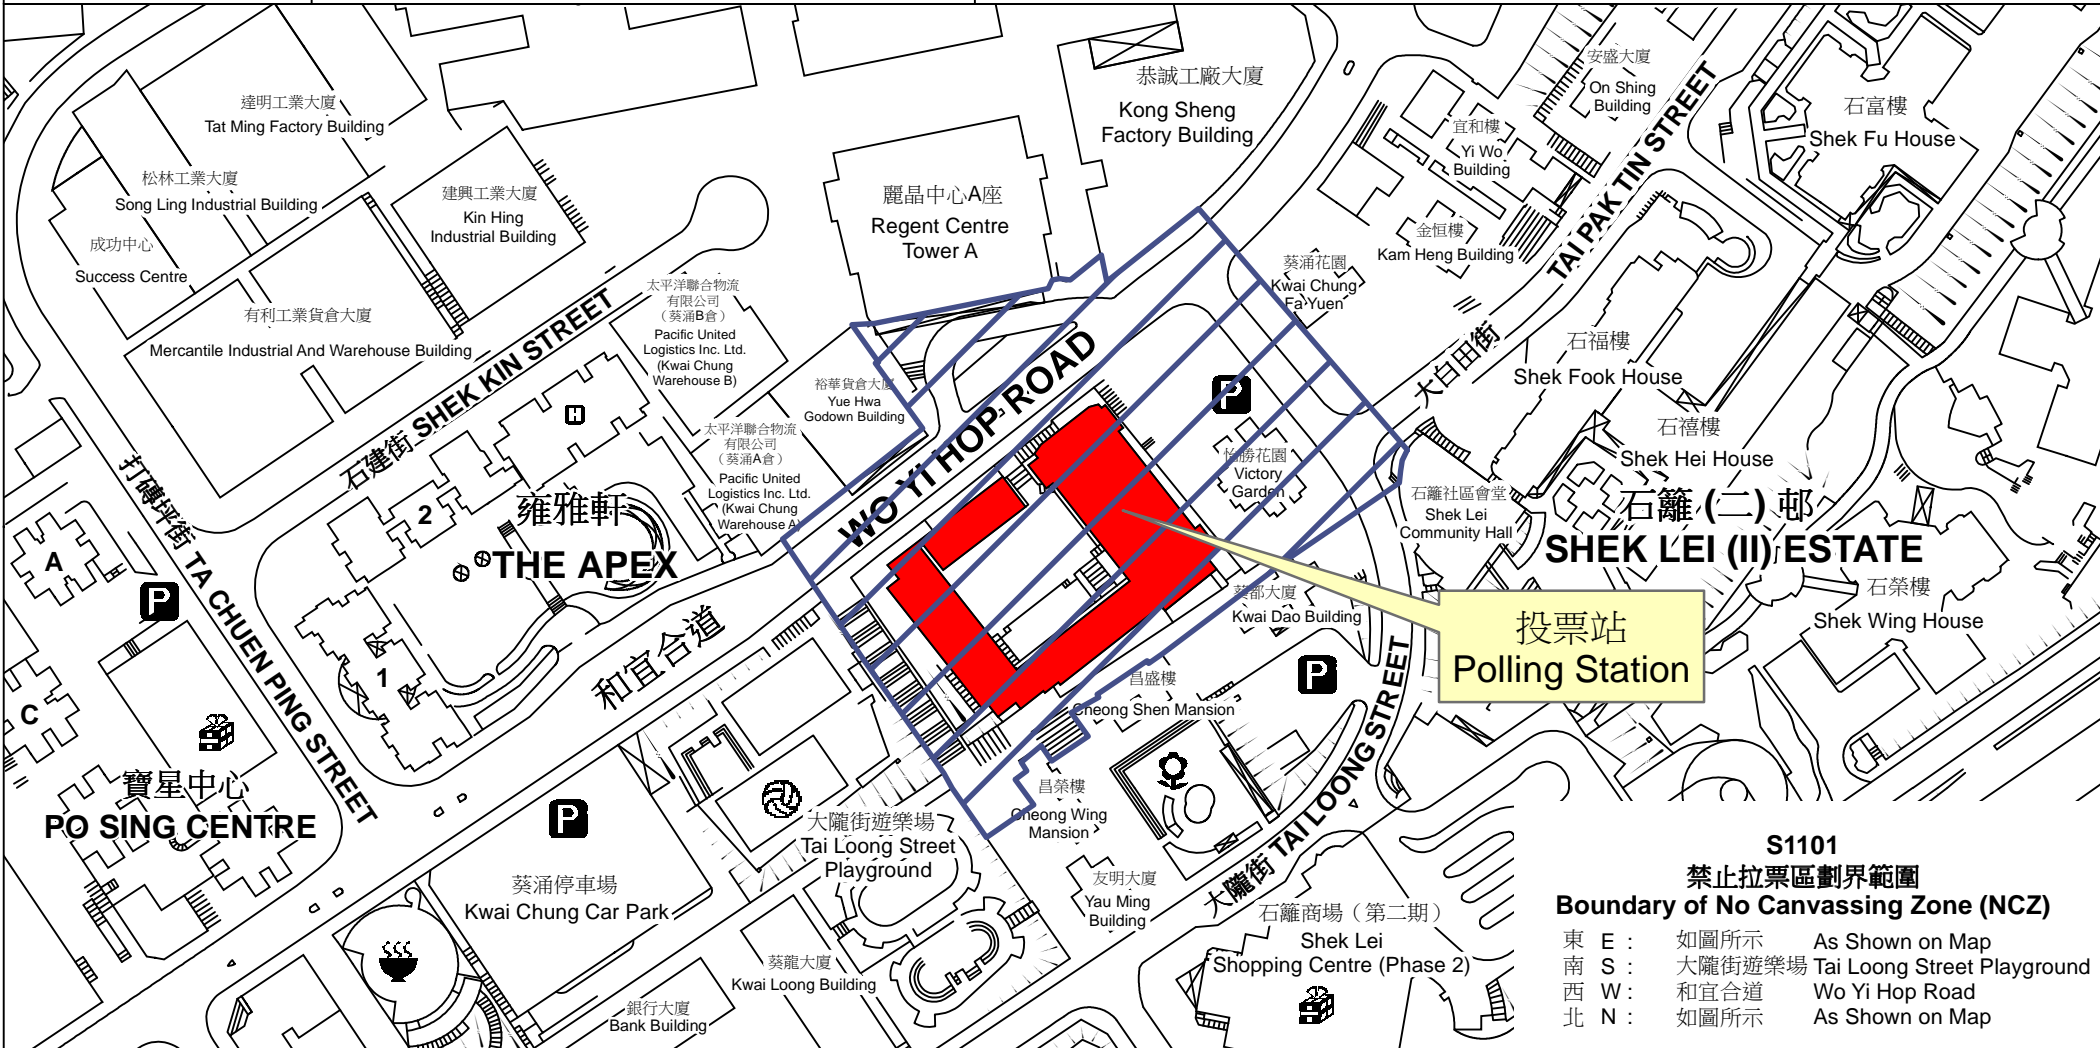 達明工業大廈
Tat Ming Factory Building
松林工業大廈
Song Ling Industrial Building
成功中心
Success Centre
建興工業大廈
Kin Hing
Industrial Building
有利工業貨倉大廈
Mercantile Industrial And Warehouse Building
石建街 SHEK KIN STREET
太平洋聯合物流
有限公司
（葵涌B倉）
Pacific United
Logistics Inc. Ltd.
(Kwai Chung
Warehouse B)
裕華貨倉大廈
Yue Hwa
Godown Building
太平洋聯合物流
有限公司
（葵涌A倉）
Pacific United
Logistics Inc. Ltd.
(Kwai Chung
Warehouse A)
麗晶中心A座
Regent Centre
Tower A
恭誠工廠大廈
Kong Sheng
Factory Building
安盛大廈
On Shing
Building
宜和樓
Yi Wo
Building
金恒樓
Kam Heng Building
葵涌花園
Kwai Chung
Fa Yuen
TAI PAK TIN STREET
大白田街
石富樓
Shek Fu House
石福樓
Shek Fook House
石禧樓
Shek Hei House
石籬 (二) 邨
SHEK LEI (II) ESTATE
石籬社區會堂
Shek Lei
Community Hall
石榮樓
Shek Wing House
WO YI HOP ROAD
和宜合道
P
怡勝花園
Victory
Garden
葵都大廈
Kwai Dao Building
投票站
Polling Station
雍雅軒
THE APEX
2
1
H
打磚坪街 TA CHUEN PING STREET
A
P
C
寶星中心
PO SING CENTRE
P
葵涌停車場
Kwai Chung Car Park
大隴街遊樂場
Tai Loong Street
Playground
葵龍大廈
Kwai Loong Building
銀行大廈
Bank Building
昌盛樓
Cheong Shen Mansion
昌榮樓
Cheong Wing
Mansion
友明大廈
Yau Ming
Building
P
大隴街 TAI LOONG STREET
石籬商場（第二期）
Shek Lei
Shopping Centre (Phase 2)
S1101
禁止拉票區劃界範圍
Boundary of No Canvassing Zone (NCZ)
東 E : 如圖所示 As Shown on Map
南 S : 大隴街遊樂場 Tai Loong Street Playground
西 W : 和宜合道 Wo Yi Hop Road
北 N : 如圖所示 As Shown on Map